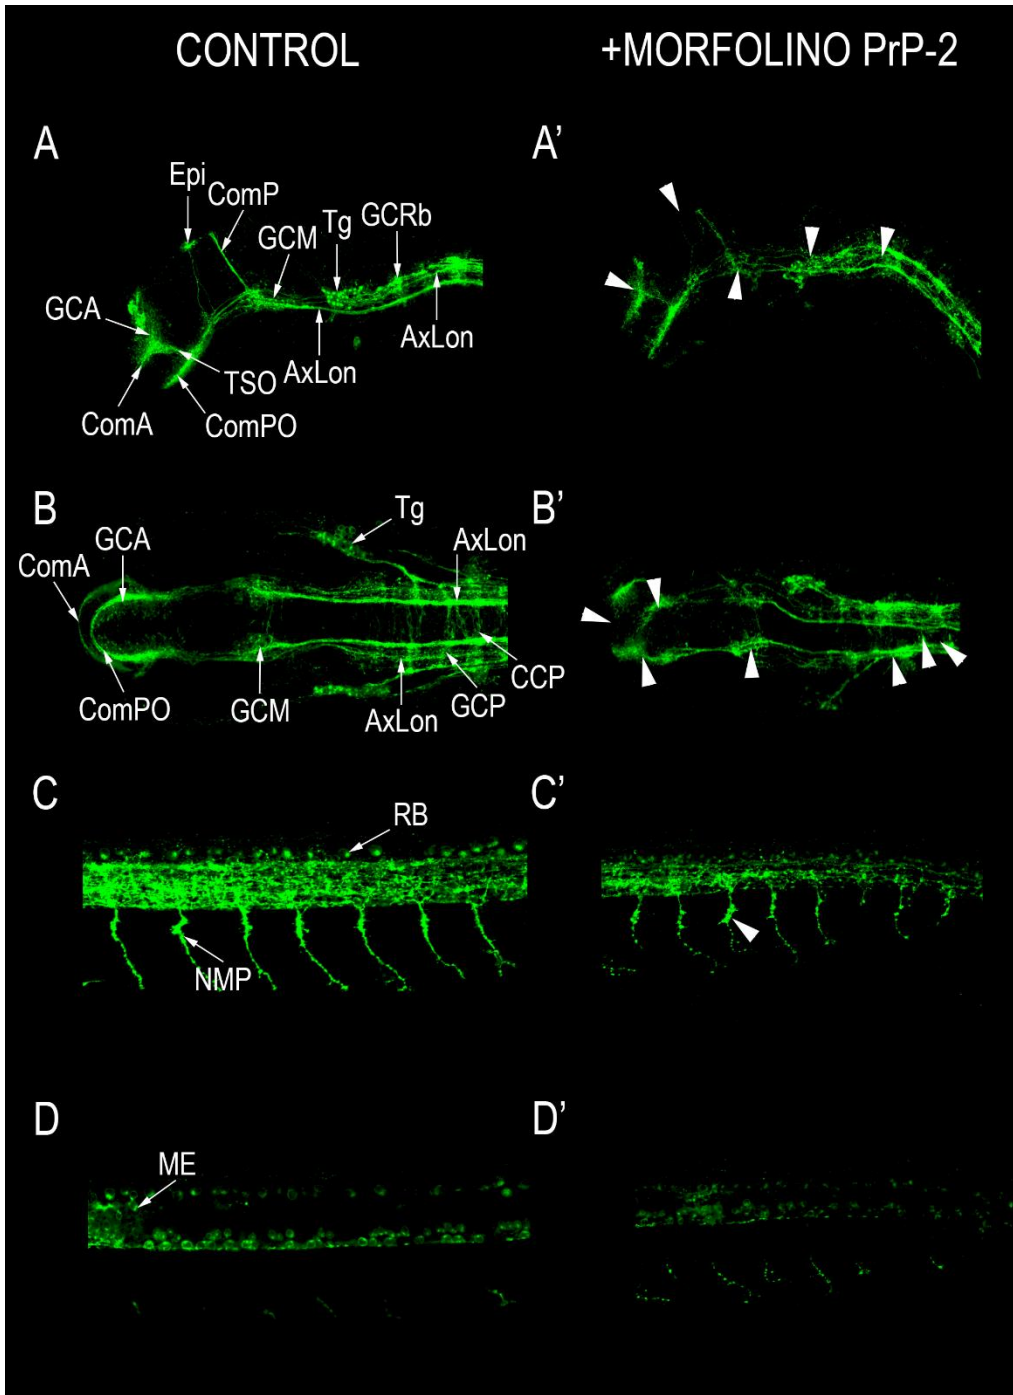 CONTROL
+MORFOLINO PrP-2
A
A'
Epi
ComP
GCM
Tg
GCRb
GCA
AxLon
TSO
AxLon
ComA
ComPO
B
B'
Tg
GCA
AxLon
ComA
CCP
ComPO
GCM
GCP
AxLon
C
C'
RB
NMP
D
D'
ME